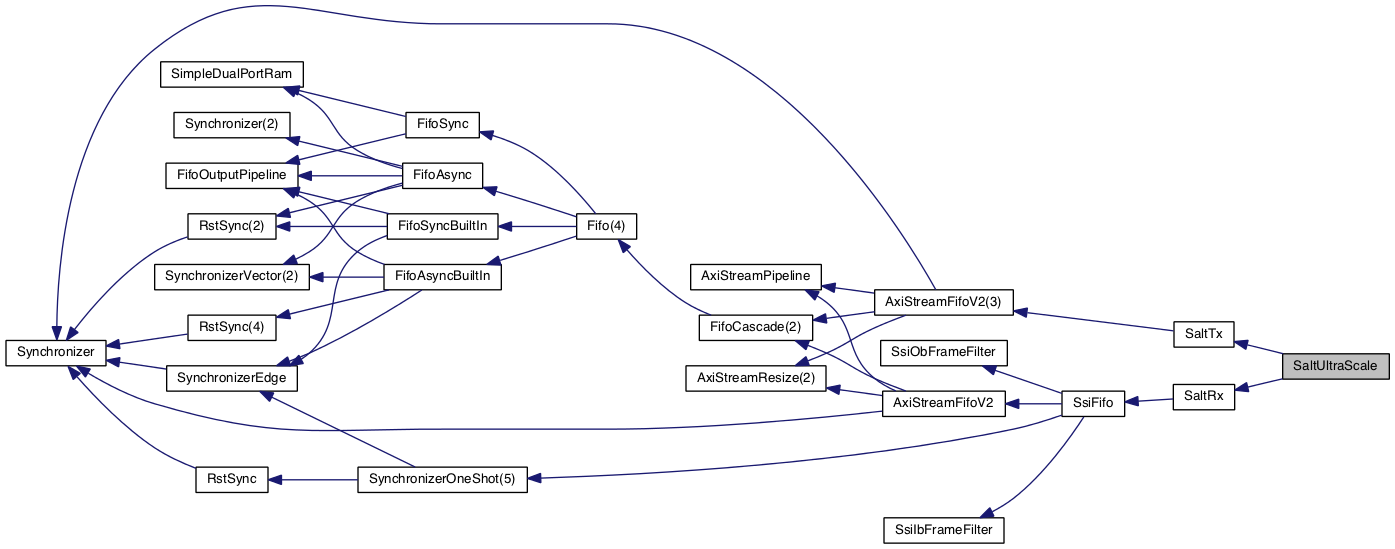 SimpleDualPortRam
Synchronizer(2)
FifoSync
FifoOutputPipeline
FifoAsync
RstSync(2)
FifoSyncBuiltIn
Fifo(4)
SynchronizerVector(2)
FifoAsyncBuiltIn
AxiStreamPipeline
AxiStreamFifoV2(3)
RstSync(4)
FifoCascade(2)
SaltTx
Synchronizer
SsiObFrameFilter
SaltUltraScale
SynchronizerEdge
AxiStreamResize(2)
AxiStreamFifoV2
SsiFifo
SaltRx
RstSync
SynchronizerOneShot(5)
SsiIbFrameFilter